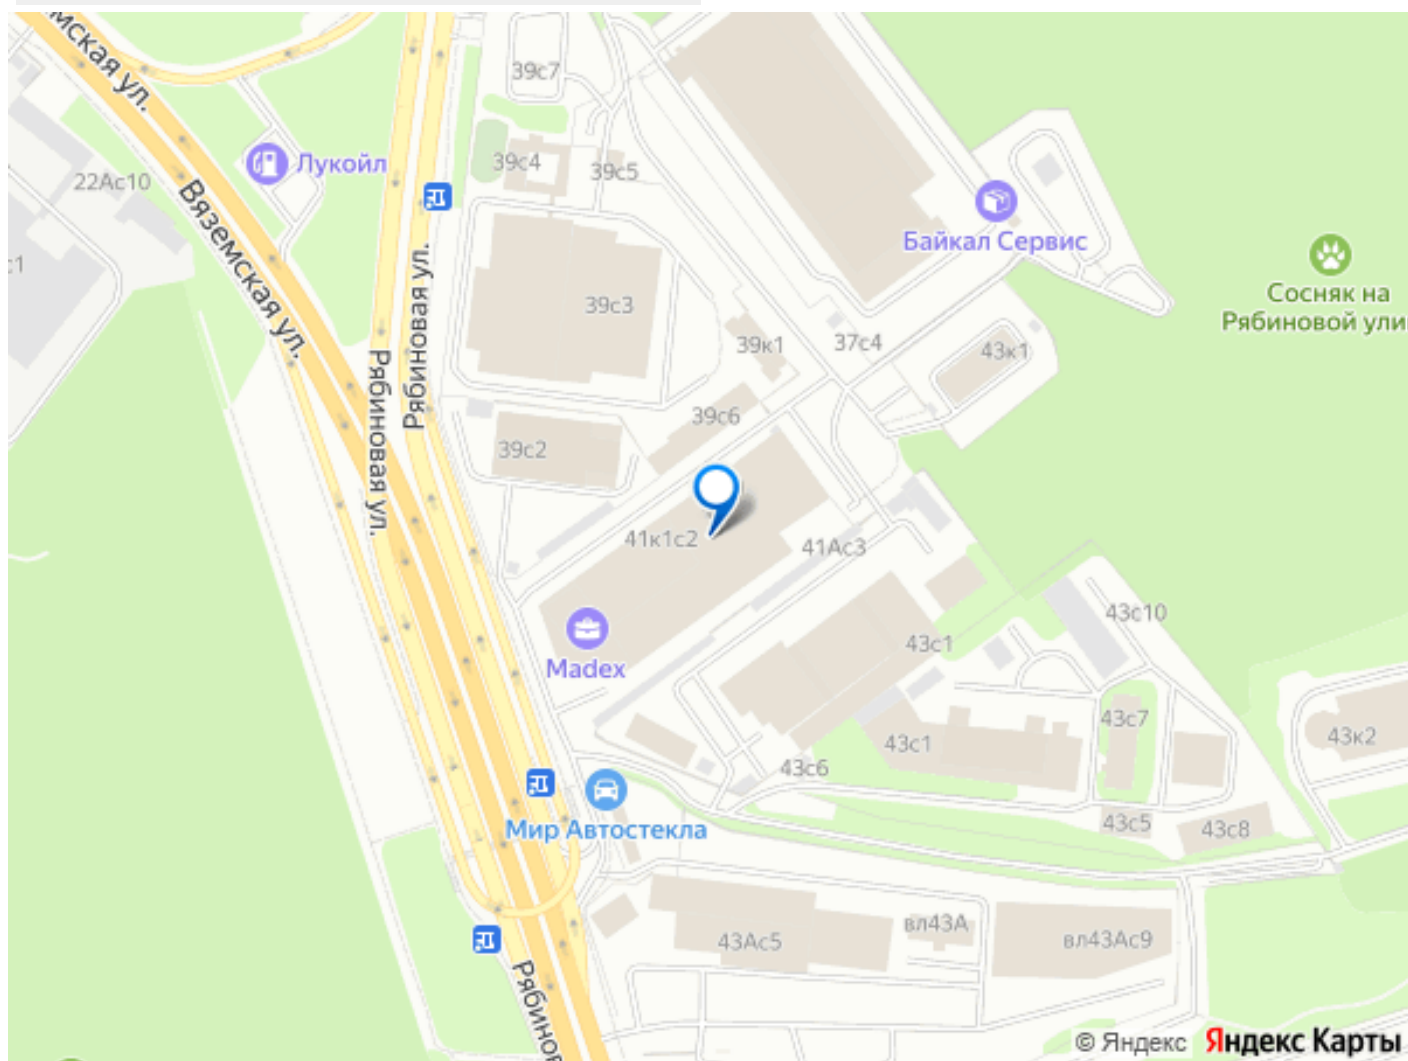 мская ул.
39с7
Лукойл
22Ас10
39с4
39с5
Вяземская ул.
Рябиновая ул.
Байкал Сервис
с1
39с3
Сосняк на
Рябиновой ули
39к1
37с4
43к1
Рябиновая ул.
39с6
39с2
41к1с2
41Ас3
43с10
Madex
43с1
43с7
43с1
43к2
43с6
Мир Автостекла
43с5
43с8
43Ас5
вл43А
вл43Ас9
Рябинов
© Яндекс Яндекс Карты